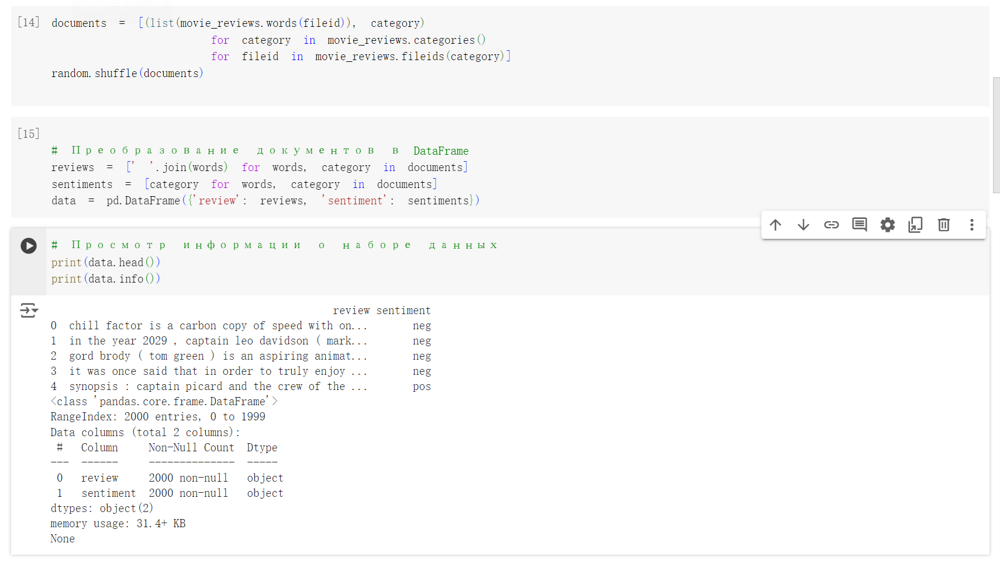 [14] documents = [(list(movie_reviews.words(fileid)), category)
for category in movie_reviews.categories()
for fileid in movie_reviews.fileids(category)]
random.shuffle(documents)
[15]
# Преобразование документов в DataFrame
reviews = [' '.join(words) for words, category in documents]
sentiments = [category for words, category in documents]
data = pd.DataFrame({'review': reviews, 'sentiment': sentiments})
# Просмотр информации о наборе данных
print(data.head())
print(data.info())
review sentiment
0 chill factor is a carbon copy of speed with on... neg
1 in the year 2029 , captain leo davidson ( mark... neg
2 gord brody ( tom green ) is an aspiring animat... neg
3 it was once said that in order to truly enjoy ... neg
4 synopsis : captain picard and the crew of the ... pos
<class 'pandas.core.frame.DataFrame'>
RangeIndex: 2000 entries, 0 to 1999
Data columns (total 2 columns):
# Column Non-Null Count Dtype
--- ------ -------------- -----
0 review 2000 non-null object
1 sentiment 2000 non-null object
dtypes: object(2)
memory usage: 31.4+ KB
None